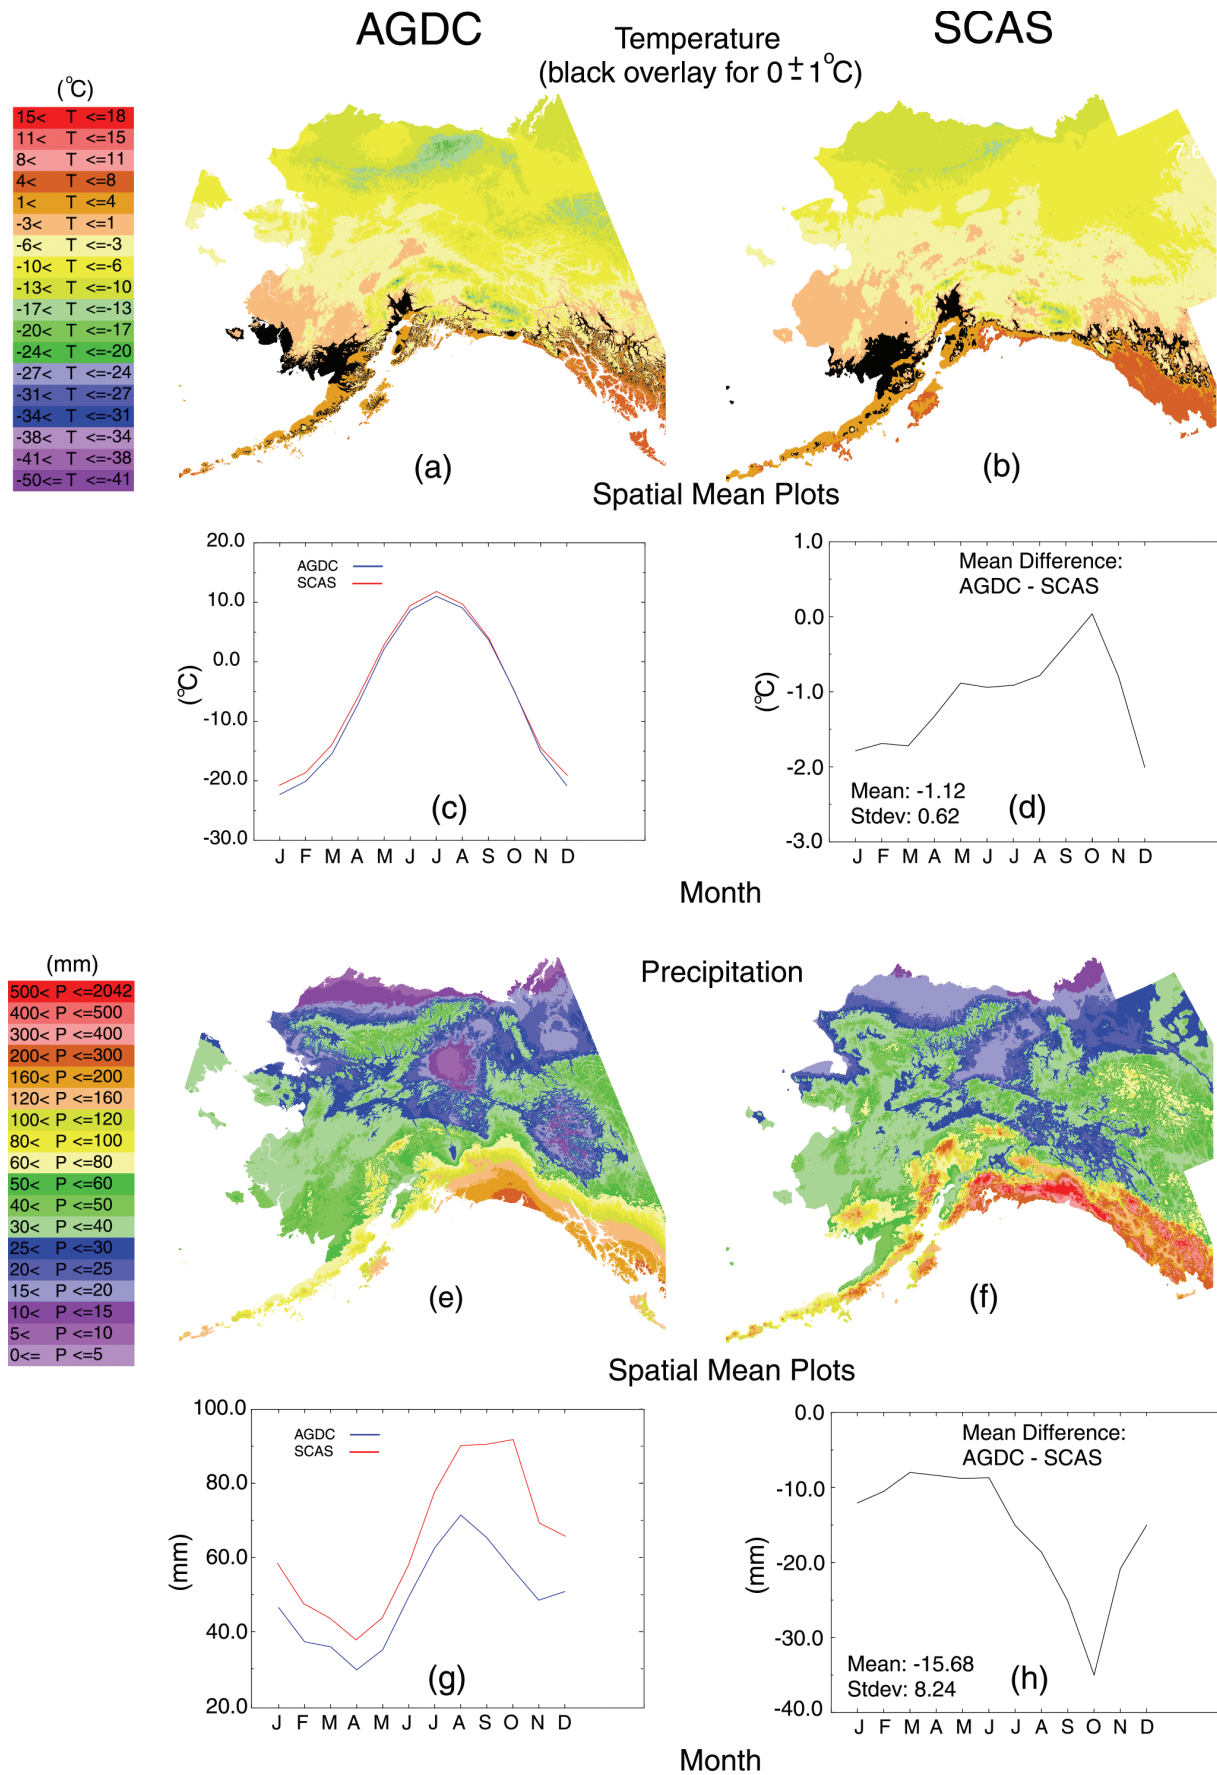 AGDC
SCAS
Temperature
(black overlay for 0 ± 1°C)
(°C)
15< T <=18
11< T <=15
8< T <=11
4< T <=8
1< T <=4
-3< T <=1
-6< T <=-3
-10< T <=-6
-13< T <=-10
-17< T <=-13
-20< T <=-17
-24< T <=-20
-27< T <=-24
-31< T <=-27
-34< T <=-31
-38< T <=-34
-41< T <=-38
-50<= T <=-41
7.6
(a)
(b)
Spatial Mean Plots
20.0
10.0
0.0
-10.0
-20.0
-30.0
(°C)
AGDC
SCAS
(c)
J F M A M J J A S O N D
1.0
0.0
-1.0
-2.0
-3.0
(°C)
Mean Difference:
AGDC - SCAS
Mean: -1.12
Stdev: 0.62
(d)
J F M A M J J A S O N D
Month
Precipitation
(mm)
500< P <=2042
400< P <=500
300< P <=400
200< P <=300
160< P <=200
120< P <=160
100< P <=120
80< P <=100
60< P <=80
50< P <=60
40< P <=50
30< P <=40
25< P <=30
20< P <=25
15< P <=20
10< P <=15
5< P <=10
0<= P <=5
(e)
(f)
Spatial Mean Plots
100.0
80.0
60.0
40.0
20.0
(mm)
AGDC
SCAS
(g)
J F M A M J J A S O N D
0.0
-10.0
-20.0
-30.0
-40.0
(mm)
Mean Difference:
AGDC - SCAS
Mean: -15.68
Stdev: 8.24
(h)
J F M A M J J A S O N D
Month